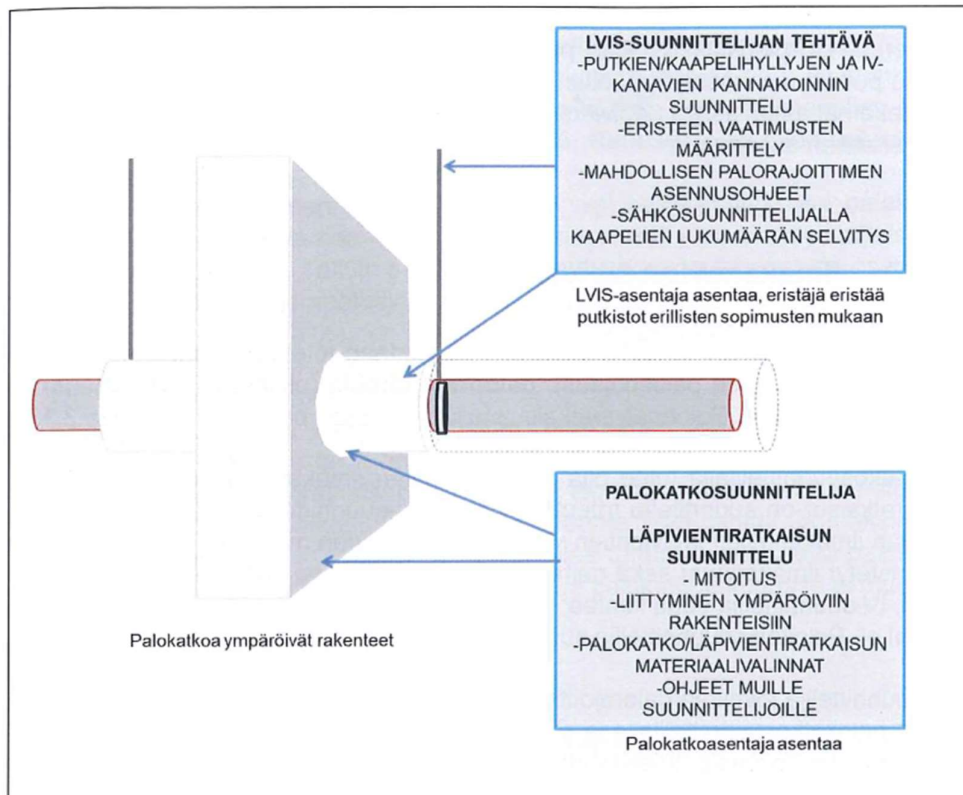 LVIS-SUUNNITTELIJAN TEHTÄVÄ
-PUTKIEN/KAAPELIHYLLYJEN JA IV-
KANAVIEN KANNAKOINNIN
SUUNNITTELU
-ERISTEEN VAATIMUSTEN
MÄÄRITTELY
-MAHDOLLISEN PALORAJOITTIMEN
ASENNUSOHJEET
-SÄHKÖSUUNNITTELIJALLA
KAAPELIEN LUKUMÄÄRÄN SELVITYS
LVIS-asentaja asentaa, eristäjä eristää
putkistot erillisten sopimusten mukaan
PALOKATKOSUUNNITTELIJA
LÄPIVIENTIRATKAISUN
SUUNNITTELU
- MITOITUS
-LIITTYMINEN YMPÄRÖIVIIN
RAKENTEISIIN
-PALOKATKO/LÄPIVIENTIRATKAISUN
MATERIAALIVALINNAT
-OHJEET MUILLE
SUUNNITTELIJOILLE
Palokatkoasentaja asentaa
Palokatkoa ympäröivät rakenteet